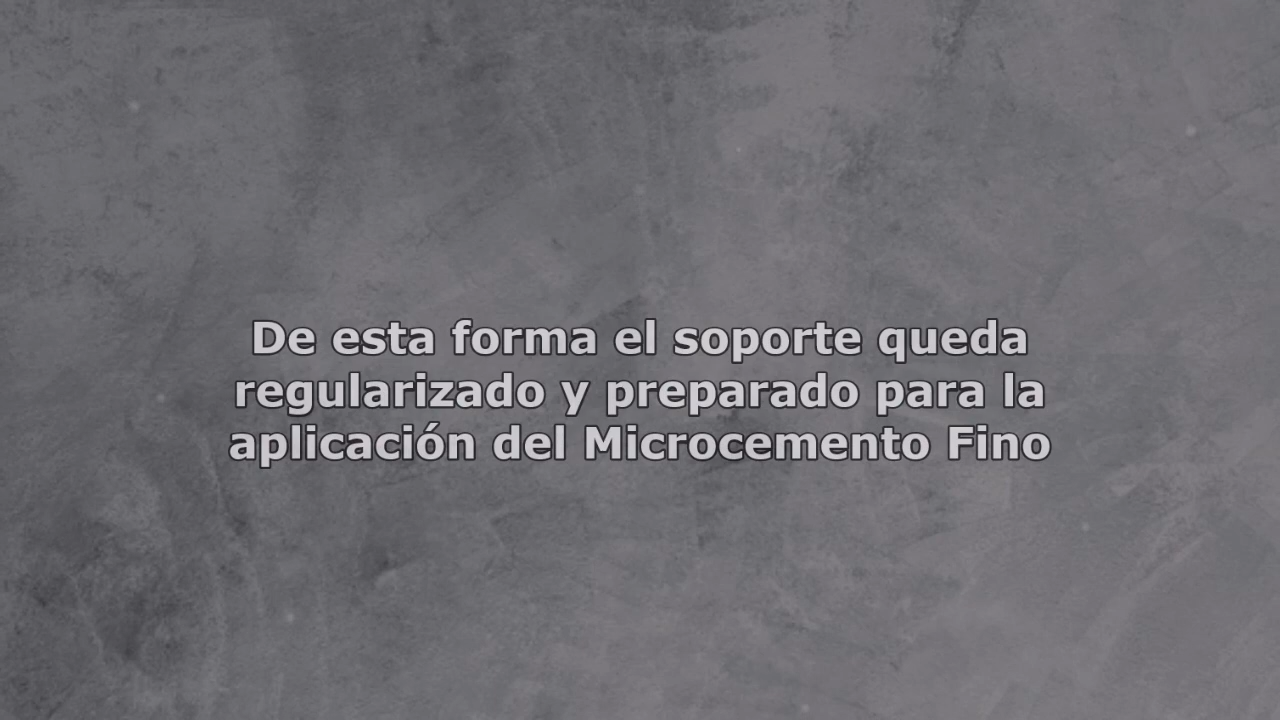 De esta forma el soporte queda
regularizado y preparado para la
aplicación del Microcemento Fino